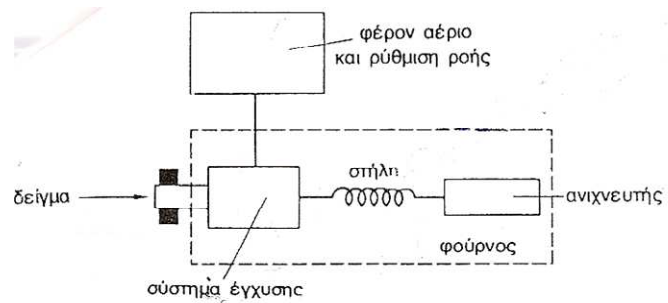 φέρον αέριο
και ρύθμιση ροής
στήλη
δείγμα
ανιχνευτής
φούρνος
σύστημα έγχυσης